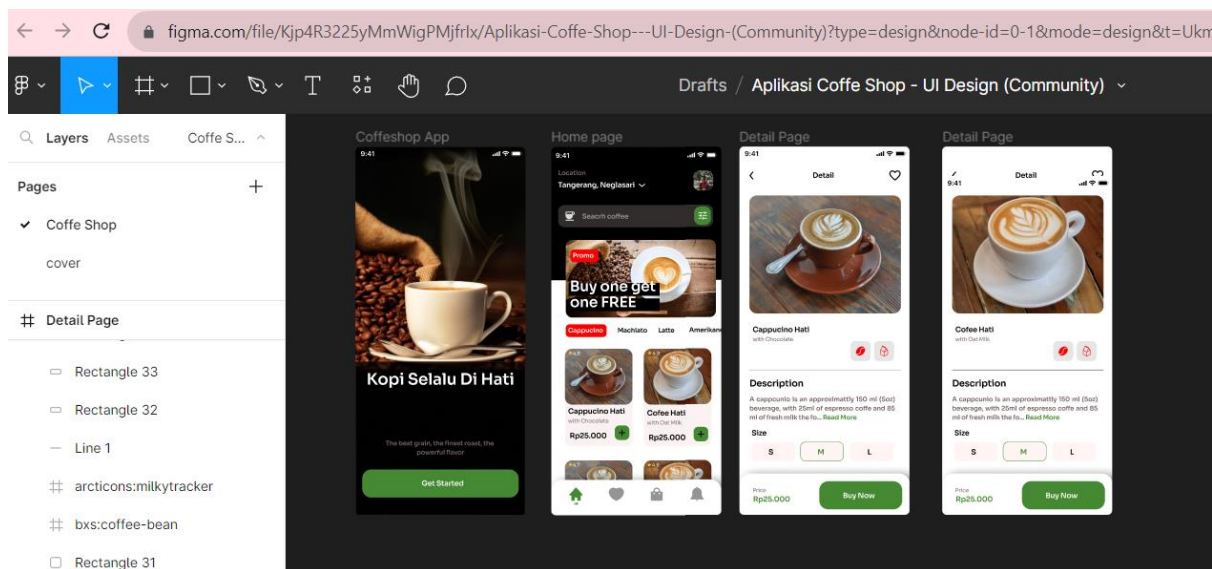 figma.com/file/Kjp4R3225yMmWigPMjfrlx/Aplikasi-Coffe-Shop---UI-Design-(Community)?type=design&node-id=0-1&mode=design&t=Ukm
Drafts / Aplikasi Coffe Shop - UI Design (Community)
Layers Assets Coffe S...
Pages
Coffe Shop
cover
Detail Page
Rectangle 33
Rectangle 32
Line 1
arcticons:milkytracker
bxs:coffee-bean
Rectangle 31
Coffeshop App
9:41
Kopi Selalu Di Hati
The best grain, the finest roast, the
powerful flavor
Get Started
Home page
9:41
Location
Tangerang, Neglasari
Seacrh coffee
Promo
Buy one get
one FREE
Cappucino Machiato Latte Amerikan
Cappucino Hati
with Chocolate
Rp25.000
Cofee Hati
with Oat Milk
Rp25.000
Detail Page
9:41
Detail
Cappucino Hati
with Chocolate
Description
A cappcunio is an approximattly 150 ml (5oz)
beverage, with 25ml of espresso coffe and 85
ml of fresh milk the fo... Read More
Size
S M L
Price
Rp25.000
Buy Now
Detail Page
Detail
9:41
Cofee Hati
with Oat Milk
Description
A cappcunio is an approximattly 150 ml (5oz)
beverage, with 25ml of espresso coffe and 85
ml of fresh milk the fo... Read More
Size
S M L
Price
Rp25.000
Buy Now